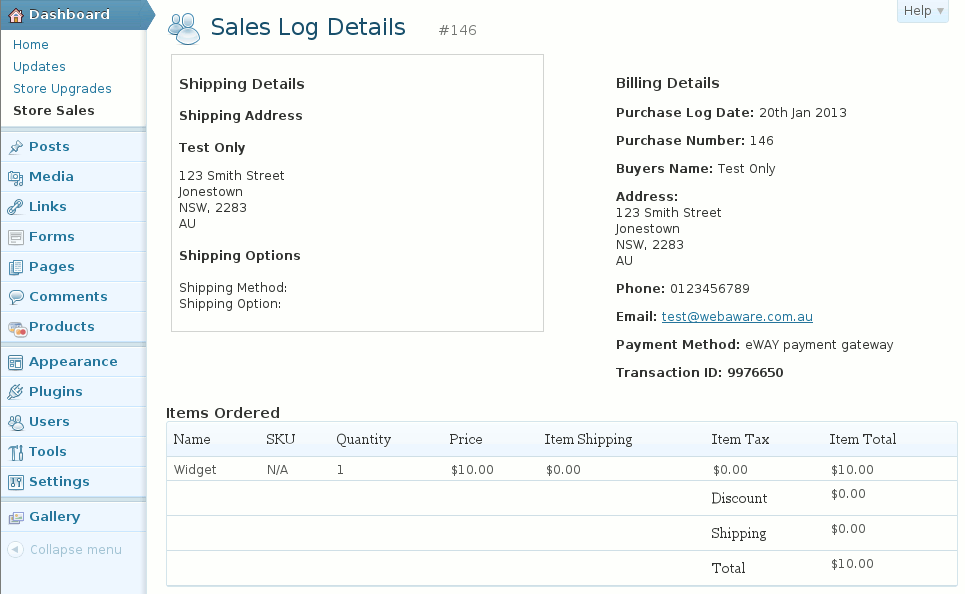 Dashboard
Home
Updates
Store Upgrades
Store Sales
Posts
Media
Links
Forms
Pages
Comments
Products
Appearance
Plugins
Users
Tools
Settings
Gallery
Collapse menu
Help ▼
Sales Log Details #146
Shipping Details
Shipping Address
Test Only
123 Smith Street
Jonestown
NSW, 2283
AU
Shipping Options
Shipping Method:
Shipping Option:
Billing Details
Purchase Log Date: 20th Jan 2013
Purchase Number: 146
Buyers Name: Test Only
Address:
123 Smith Street
Jonestown
NSW, 2283
AU
Phone: 0123456789
Email: test@webaware.com.au
Payment Method: eWAY payment gateway
Transaction ID: 9976650
Items Ordered
Name SKU Quantity Price Item Shipping Item Tax Item Total
Widget N/A 1 $10.00 $0.00 $0.00 $10.00
Discount $0.00
Shipping $0.00
Total $10.00